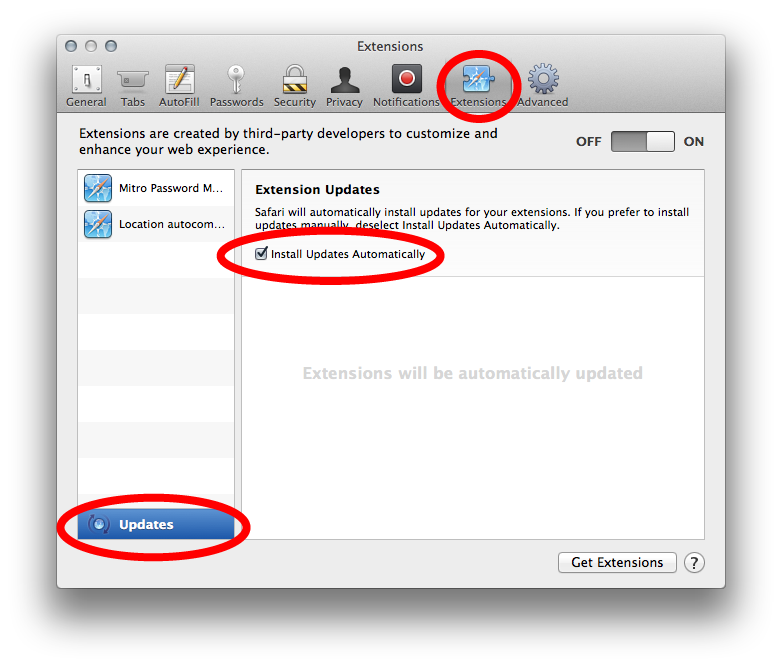 Extensions
General Tabs AutoFill Passwords Security Privacy Notifications Extensions Advanced
Extensions are created by third-party developers to customize and
enhance your web experience.
OFF ON
Mitro Password M...
Location autocom...
Updates
Extension Updates
Safari will automatically install updates for your extensions. If you prefer to install
updates manually, deselect Install Updates Automatically.
Install Updates Automatically
Extensions will be automatically updated
Get Extensions ?